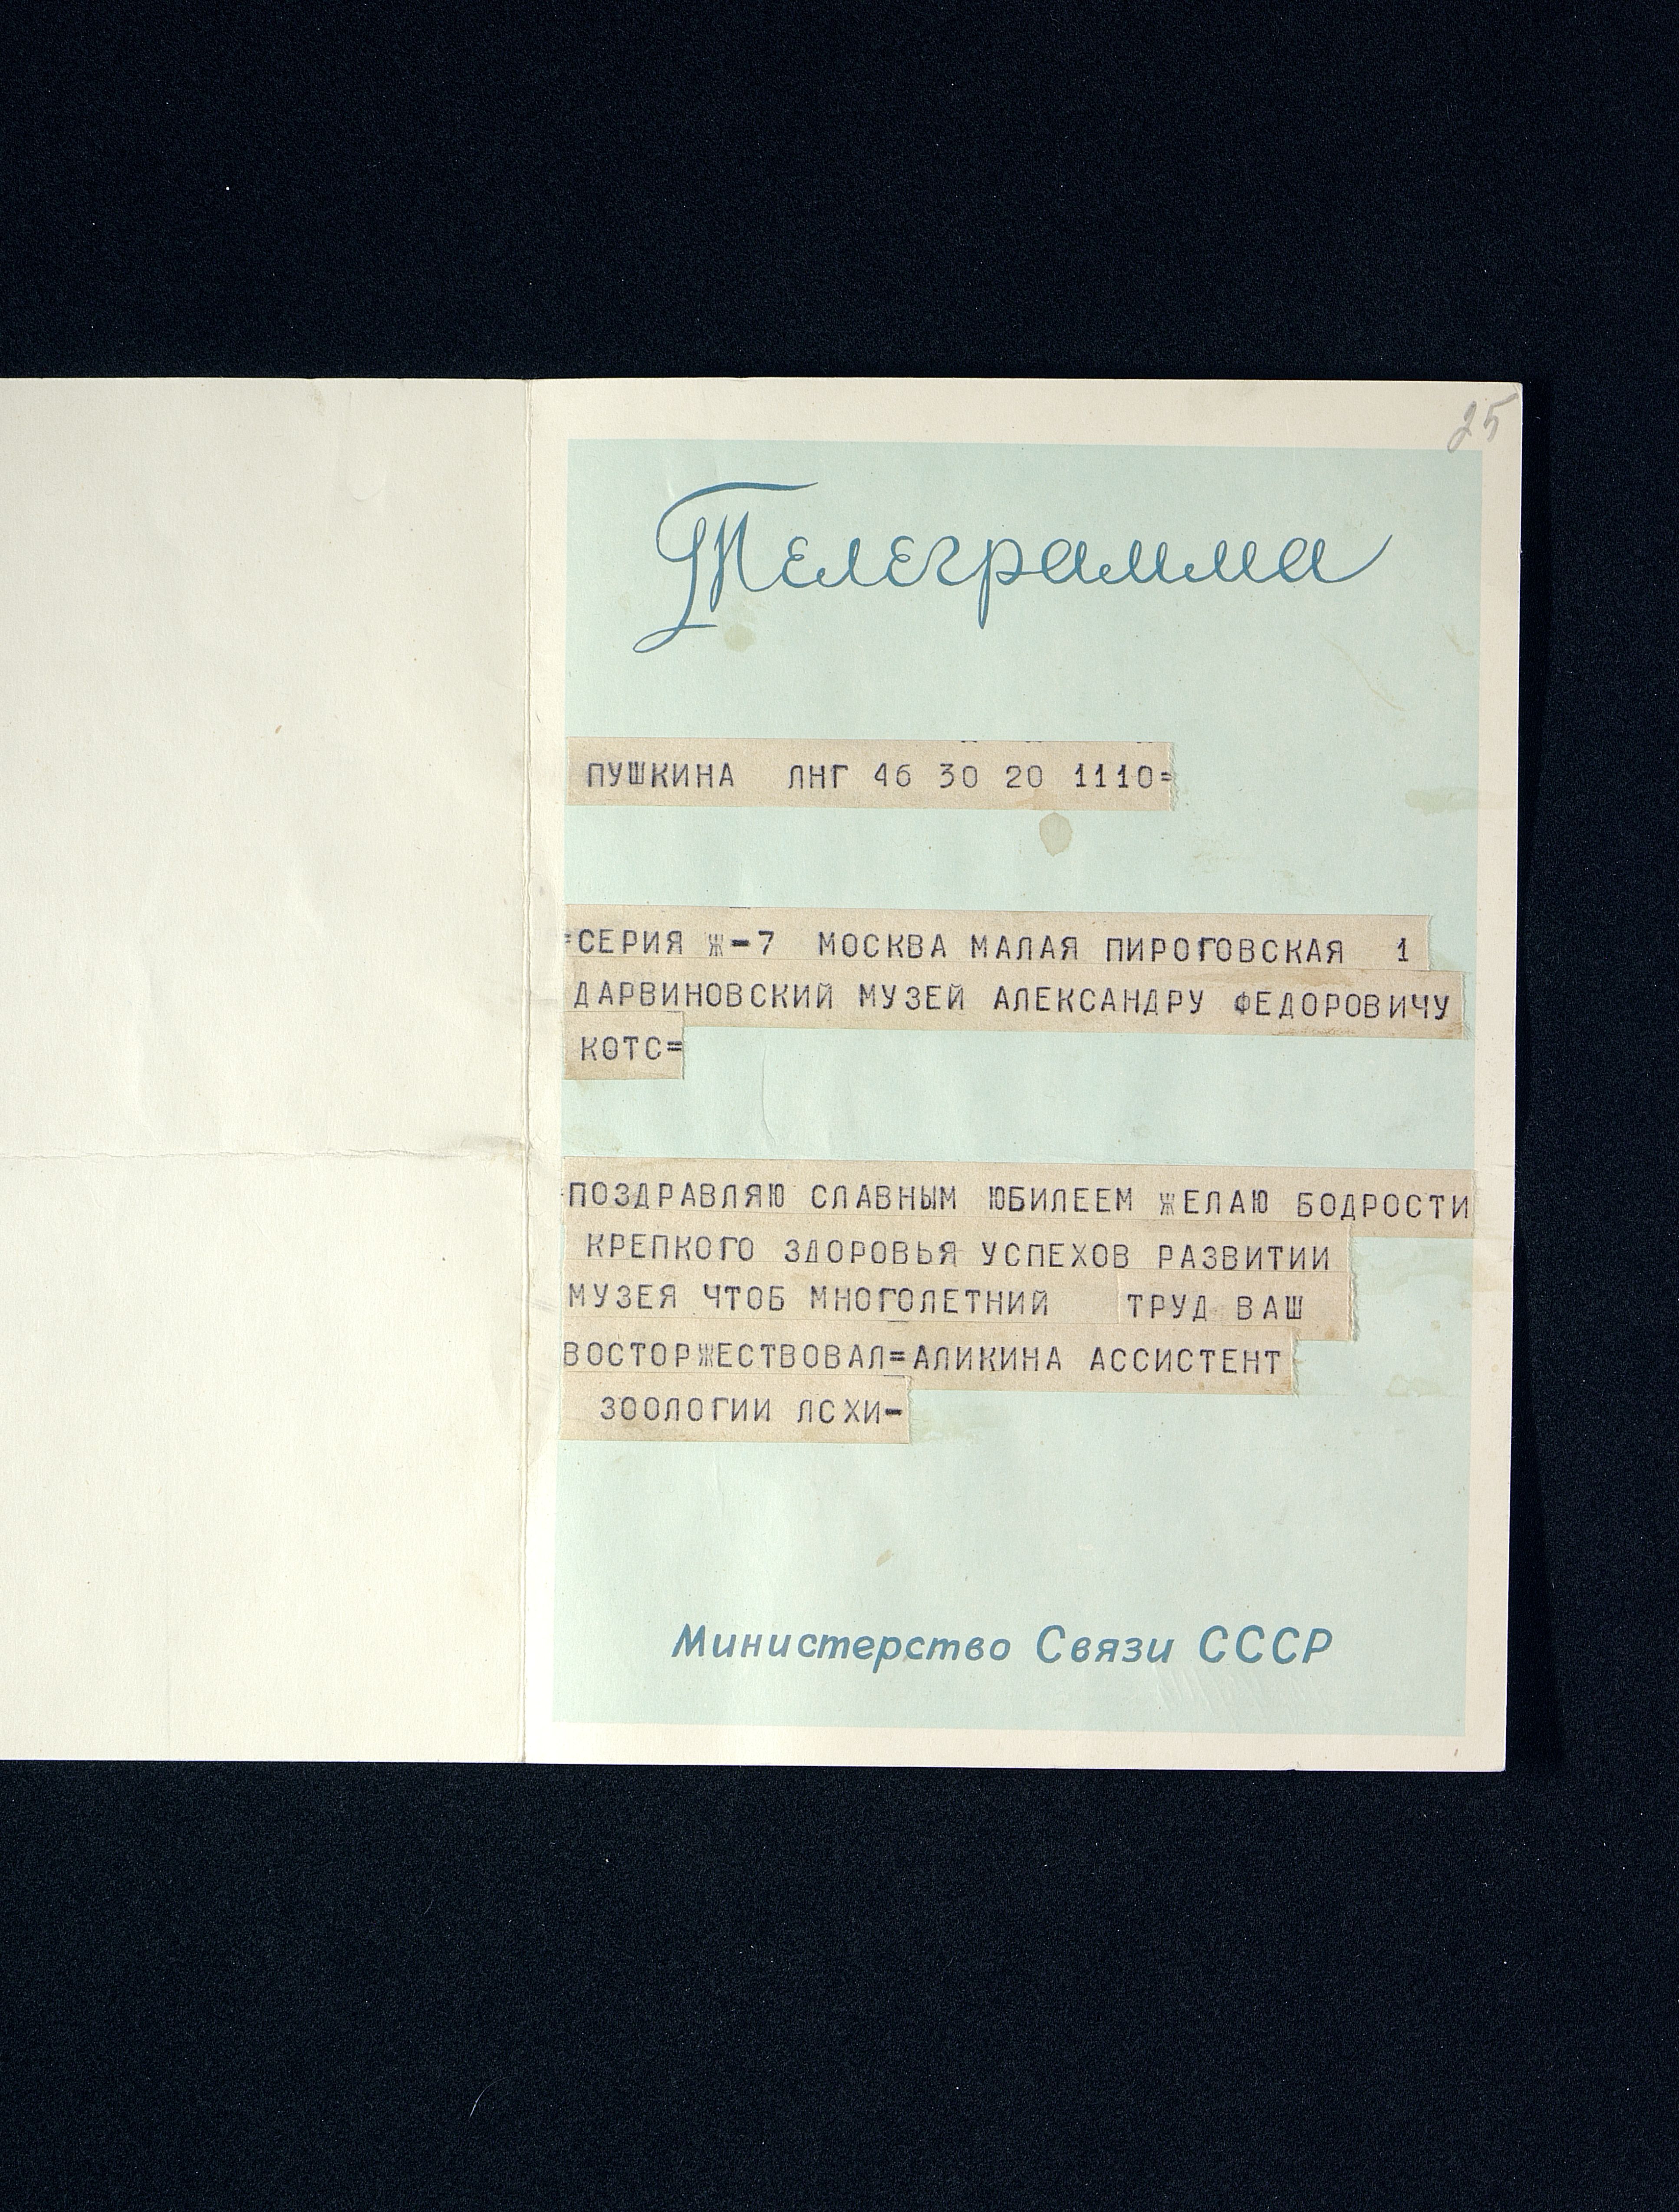 25
Телеграмма
ПУШКИНА ЛНГ 46 30 20 1110=
=СЕРИЯ Ж-7 МОСКВА МАЛАЯ ПИРОГОВСКАЯ 1
ДАРВИНОВСКИЙ МУЗЕЙ АЛЕКСАНДРУ ФЕДОРОВИЧУ
КОТС=
ПОЗДРАВЛЯЮ СЛАВНЫМ ЮБИЛЕЕМ ЖЕЛАЮ БОДРОСТИ
КРЕПКОГО ЗДОРОВЬЯ УСПЕХОВ РАЗВИТИИ
МУЗЕЯ ЧТОБ МНОГОЛЕТНИЙ ТРУД ВАШ
ВОСТОРЖЕСТВОВАЛ=АЛИКИНА АССИСТЕНТ
ЗООЛОГИИ ЛСХИ-
Министерство Связи СССР